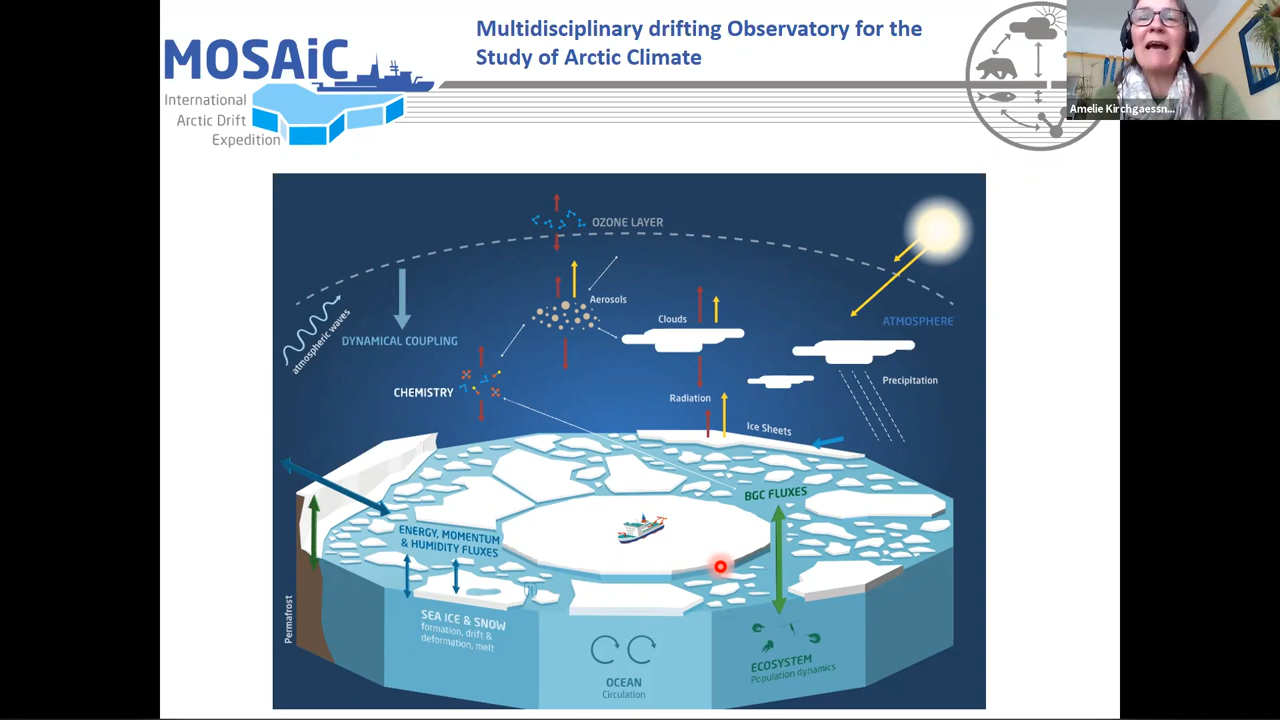 Multidisciplinary drifting Observatory for the
Study of Arctic Climate
MOSAiC
International
Arctic Drift
Expedition
Amelie Kirchgaessn...
OZONE LAYER
Aerosols
Clouds
ATMOSPHERE
atmospheric waves
DYNAMICAL COUPLING
Precipitation
CHEMISTRY
Radiation
Ice Sheets
BGC FLUXES
ENERGY, MOMENTUM
& HUMIDITY FLUXES
Permafrost
SEA ICE & SNOW
formation, drift &
deformation, melt
OCEAN
Circulation
ECOSYSTEM
Population dynamics